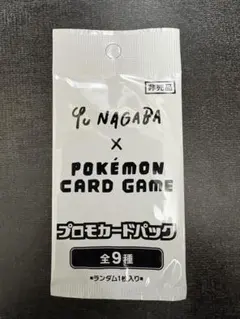 非売品
Yu NAGABA
×
POKÉMON
CARD GAME
プロモカードパック
全9種
●ランダム1枚入り●